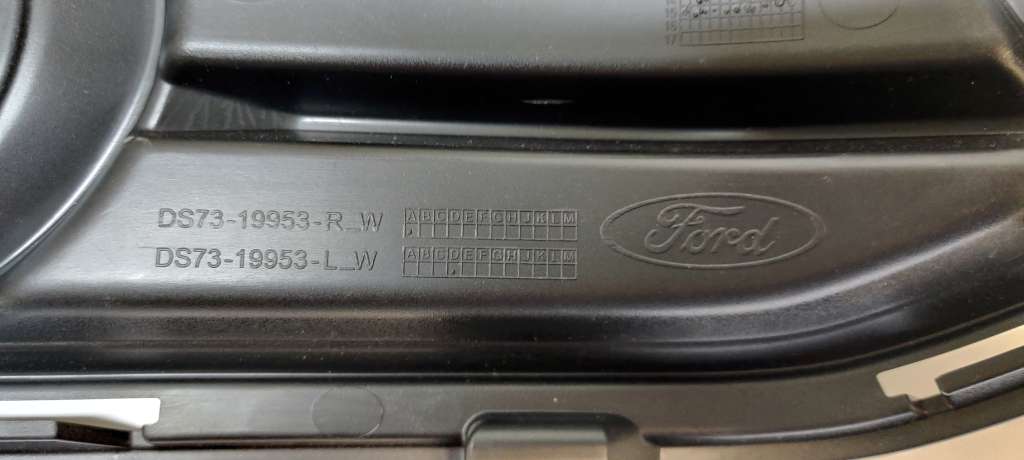 DS73-19953-R_W ABCDEFGHJKLM
DS73-19953-L_W ABCDEFGHJKLM
Ford